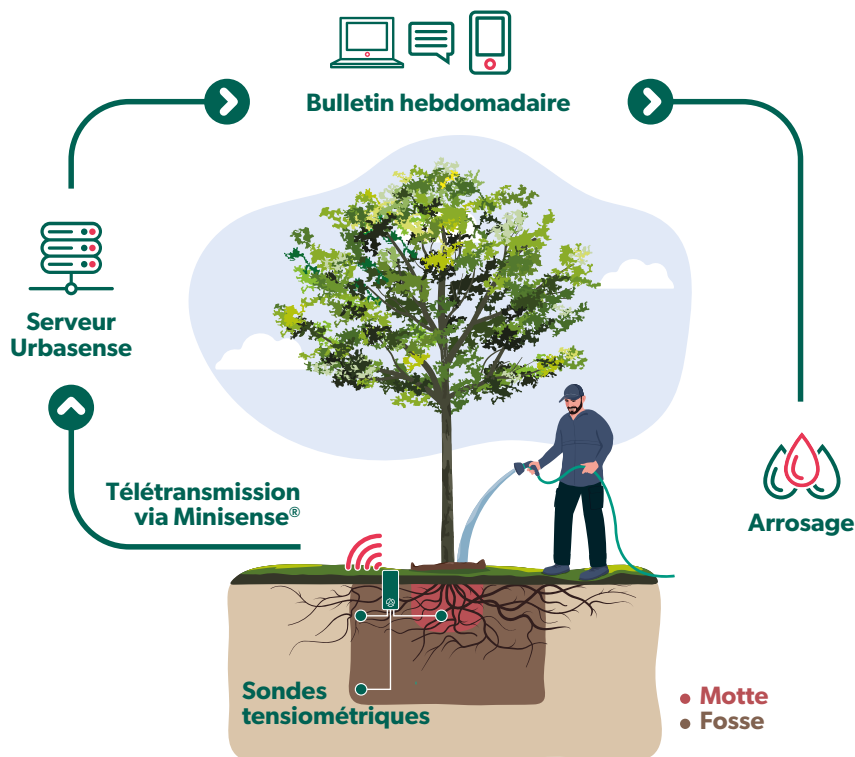 Bulletin hebdomadaire
Serveur
Urbasense
Télétransmission
via Minisense®
Arrosage
Sondes
tensiométriques
Motte
Fosse